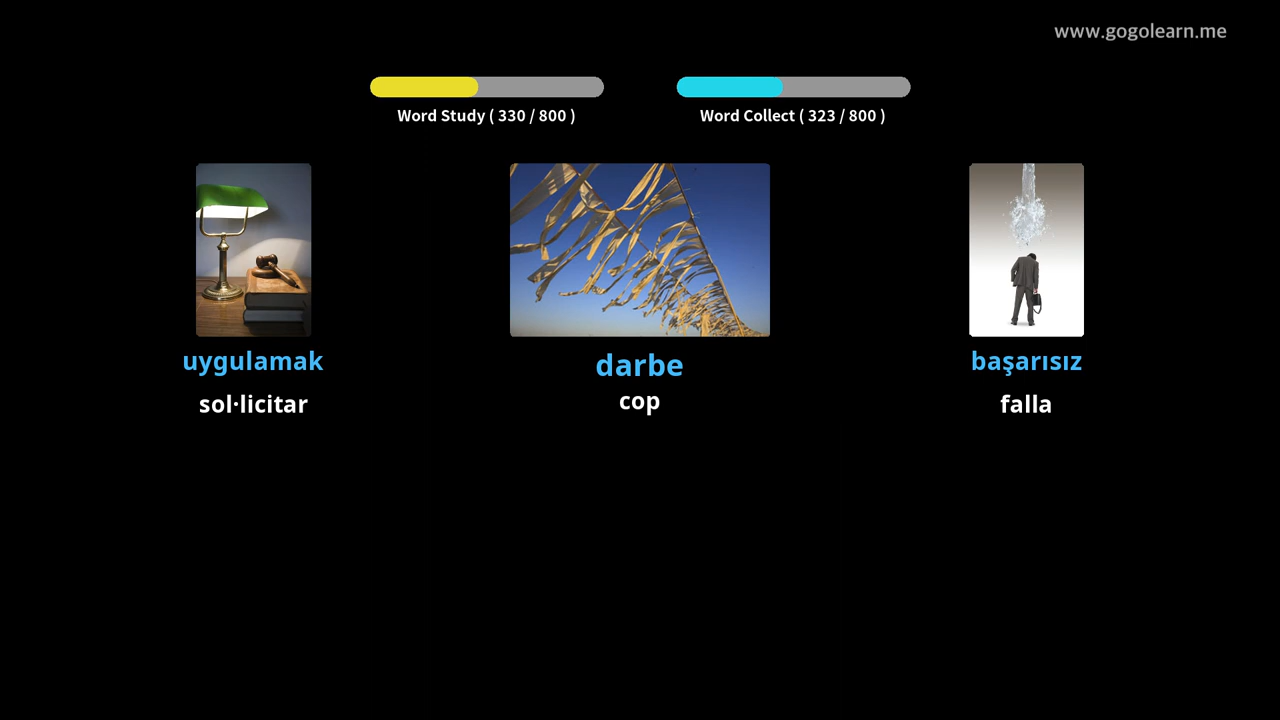 www.gogolearn.me
Word Study ( 330 / 800 )
Word Collect ( 323 / 800 )
uygulamak
sol·licitar
darbe
cop
başarısız
falla